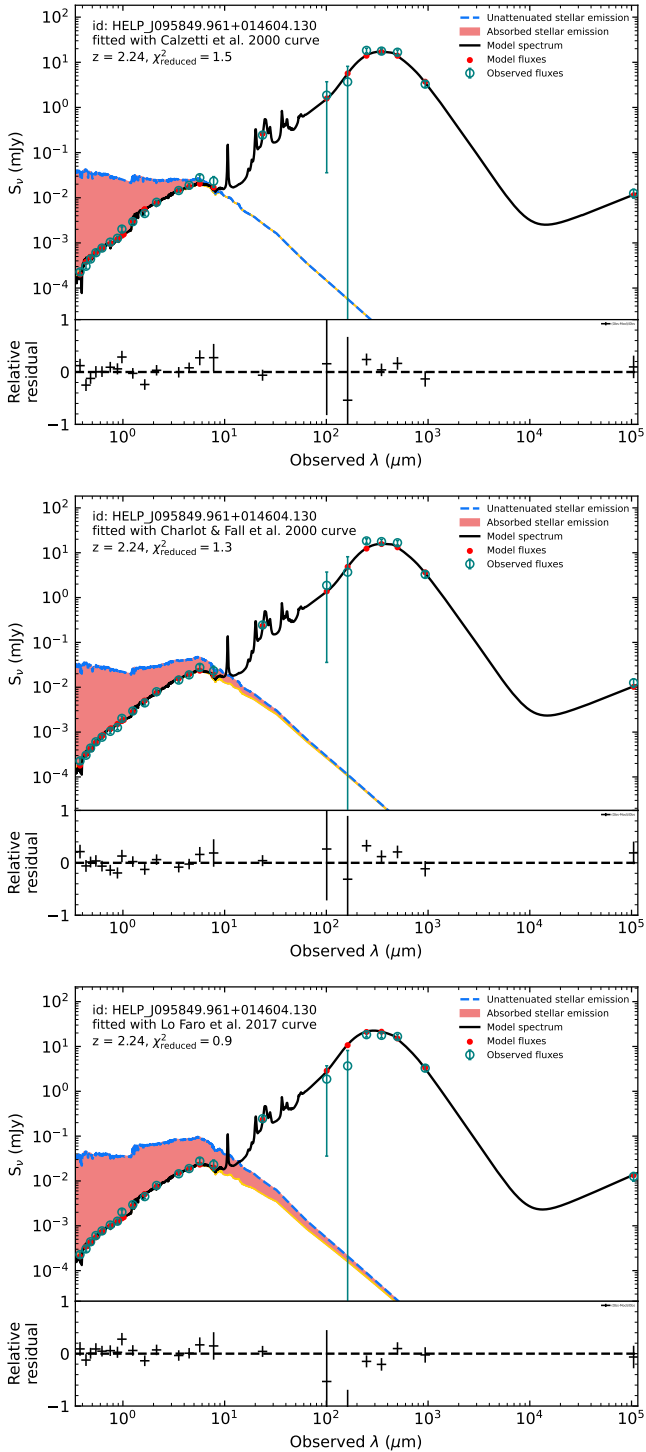 id: HELP_J095849.961+014604.130
fitted with Calzetti et al. 2000 curve
z = 2.24, χ²reduced = 1.5
Unattenuated stellar emission
Absorbed stellar emission
Model spectrum
Model fluxes
Observed fluxes
10² 
10¹
10⁰
10⁻¹
10⁻²
10⁻³
10⁻⁴
Sν (mJy)
1
0
−1
Relative
residual
10⁰ 10¹ 10² 10³ 10⁴ 10⁵
Observed λ (μm)
id: HELP_J095849.961+014604.130
fitted with Charlot & Fall et al. 2000 curve
z = 2.24, χ²reduced = 1.3
Unattenuated stellar emission
Absorbed stellar emission
Model spectrum
Model fluxes
Observed fluxes
10²
10¹
10⁰
10⁻¹
10⁻²
10⁻³
10⁻⁴
Sν (mJy)
1
0
−1
Relative
residual
10⁰ 10¹ 10² 10³ 10⁴ 10⁵
Observed λ (μm)
id: HELP_J095849.961+014604.130
fitted with Lo Faro et al. 2017 curve
z = 2.24, χ²reduced = 0.9
Unattenuated stellar emission
Absorbed stellar emission
Model spectrum
Model fluxes
Observed fluxes
10²
10¹
10⁰
10⁻¹
10⁻²
10⁻³
10⁻⁴
Sν (mJy)
1
0
−1
Relative
residual
10⁰ 10¹ 10² 10³ 10⁴ 10⁵
Observed λ (μm)